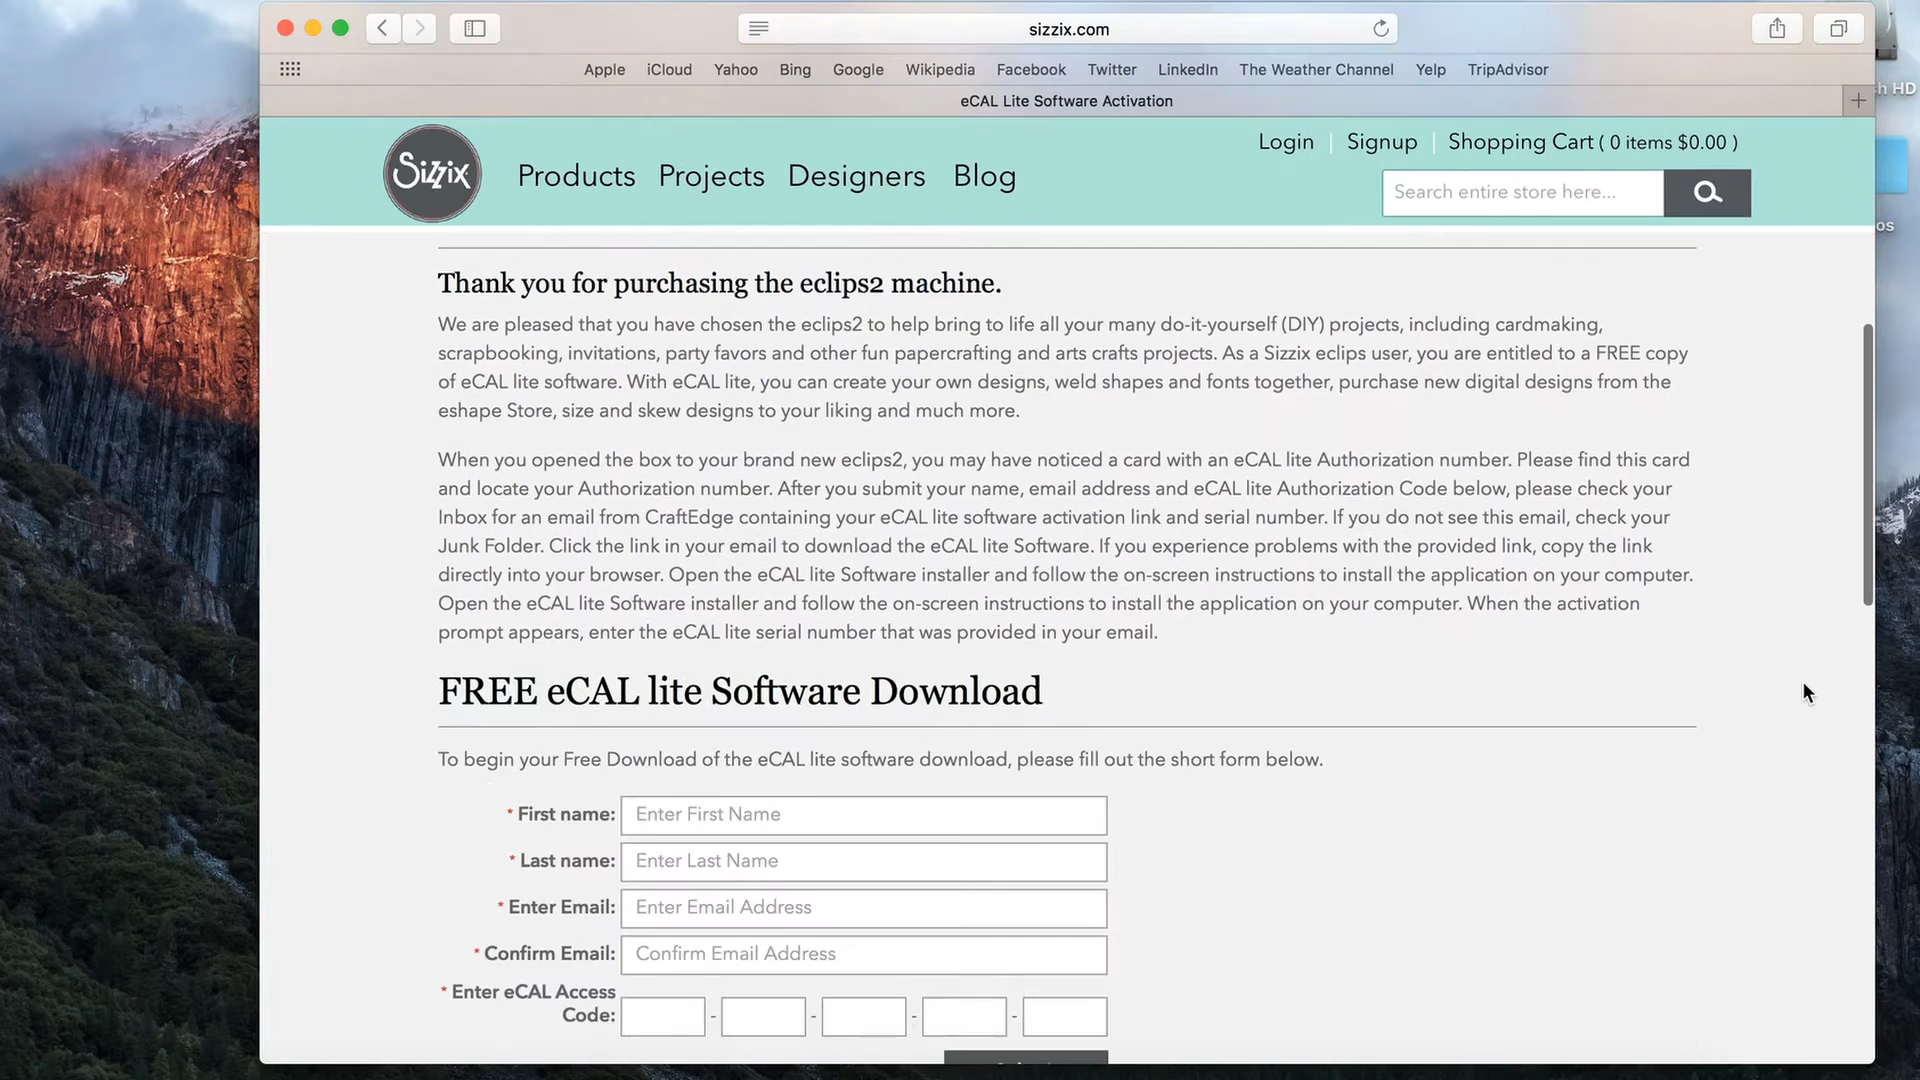 sizzix.com
Apple iCloud Yahoo Bing Google Wikipedia Facebook Twitter LinkedIn The Weather Channel Yelp TripAdvisor
h HD
eCAL Lite Software Activation
Login Signup Shopping Cart ( 0 items $0.00 )
Sizzix Products Projects Designers Blog
Search entire store here...
os
Thank you for purchasing the eclips2 machine.
We are pleased that you have chosen the eclips2 to help bring to life all your many do-it-yourself (DIY) projects, including cardmaking,
scrapbooking, invitations, party favors and other fun papercrafting and arts crafts projects. As a Sizzix eclips user, you are entitled to a FREE copy
of eCAL lite software. With eCAL lite, you can create your own designs, weld shapes and fonts together, purchase new digital designs from the
eshape Store, size and skew designs to your liking and much more.
When you opened the box to your brand new eclips2, you may have noticed a card with an eCAL lite Authorization number. Please find this card
and locate your Authorization number. After you submit your name, email address and eCAL lite Authorization Code below, please check your
Inbox for an email from CraftEdge containing your eCAL lite software activation link and serial number. If you do not see this email, check your
Junk Folder. Click the link in your email to download the eCAL lite Software. If you experience problems with the provided link, copy the link
directly into your browser. Open the eCAL lite Software installer and follow the on-screen instructions to install the application on your computer.
Open the eCAL lite Software installer and follow the on-screen instructions to install the application on your computer. When the activation
prompt appears, enter the eCAL lite serial number that was provided in your email.
FREE eCAL lite Software Download
To begin your Free Download of the eCAL lite software download, please fill out the short form below.
* First name: Enter First Name
* Last name: Enter Last Name
* Enter Email: Enter Email Address
* Confirm Email: Confirm Email Address
* Enter eCAL Access
Code: - - - -